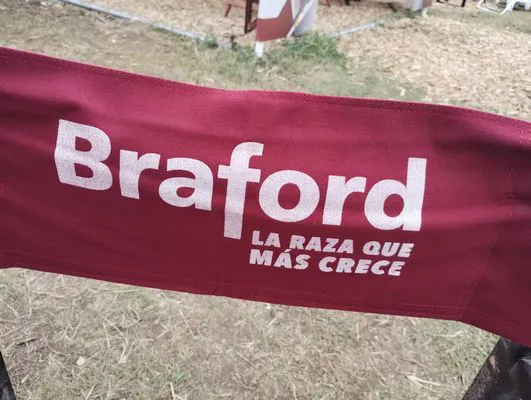 Braford
LA RAZA QUE
MÁS CRECE